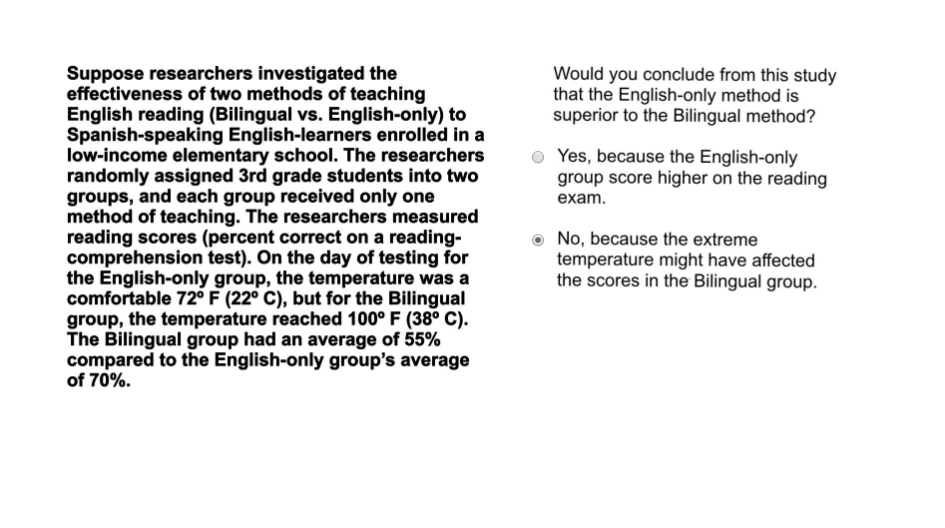 Suppose researchers investigated the
effectiveness of two methods of teaching
English reading (Bilingual vs. English-only) to
Spanish-speaking English-learners enrolled in a
low-income elementary school. The researchers
randomly assigned 3rd grade students into two
groups, and each group received only one
method of teaching. The researchers measured
reading scores (percent correct on a reading-
comprehension test). On the day of testing for
the English-only group, the temperature was a
comfortable 72º F (22º C), but for the Bilingual
group, the temperature reached 100º F (38º C).
The Bilingual group had an average of 55%
compared to the English-only group’s average
of 70%.
Would you conclude from this study
that the English-only method is
superior to the Bilingual method?
Yes, because the English-only
group score higher on the reading
exam.
No, because the extreme
temperature might have affected
the scores in the Bilingual group.